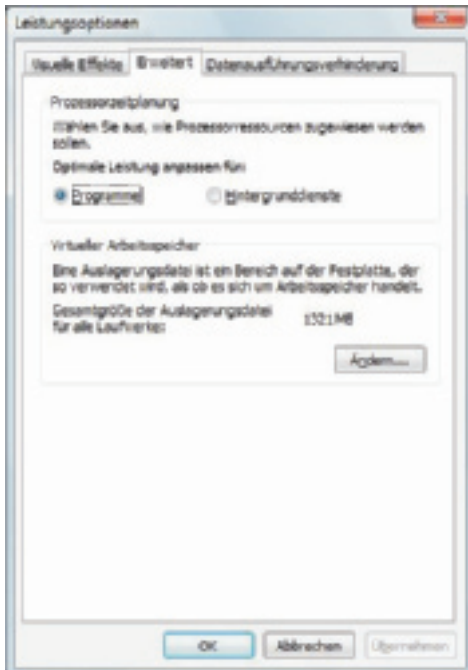 Leistungsoptionen
Visuelle Effekte Erweitert Datenausführungsverhinderung
Prozessorzeitplanung
Wählen Sie aus, wie Prozessorressourcen zugewiesen werden
sollen.
Optimale Leistung anpassen für:
Programme Hintergrunddienste
Virtueller Arbeitsspeicher
Eine Auslagerungsdatei ist ein Bereich auf der Festplatte, der
so verwendet wird, als ob es sich um Arbeitsspeicher handelt.
Gesamtgröße der Auslagerungsdatei
für alle Laufwerke: 1321 MB
Ändern...
OK Abbrechen Übernehmen